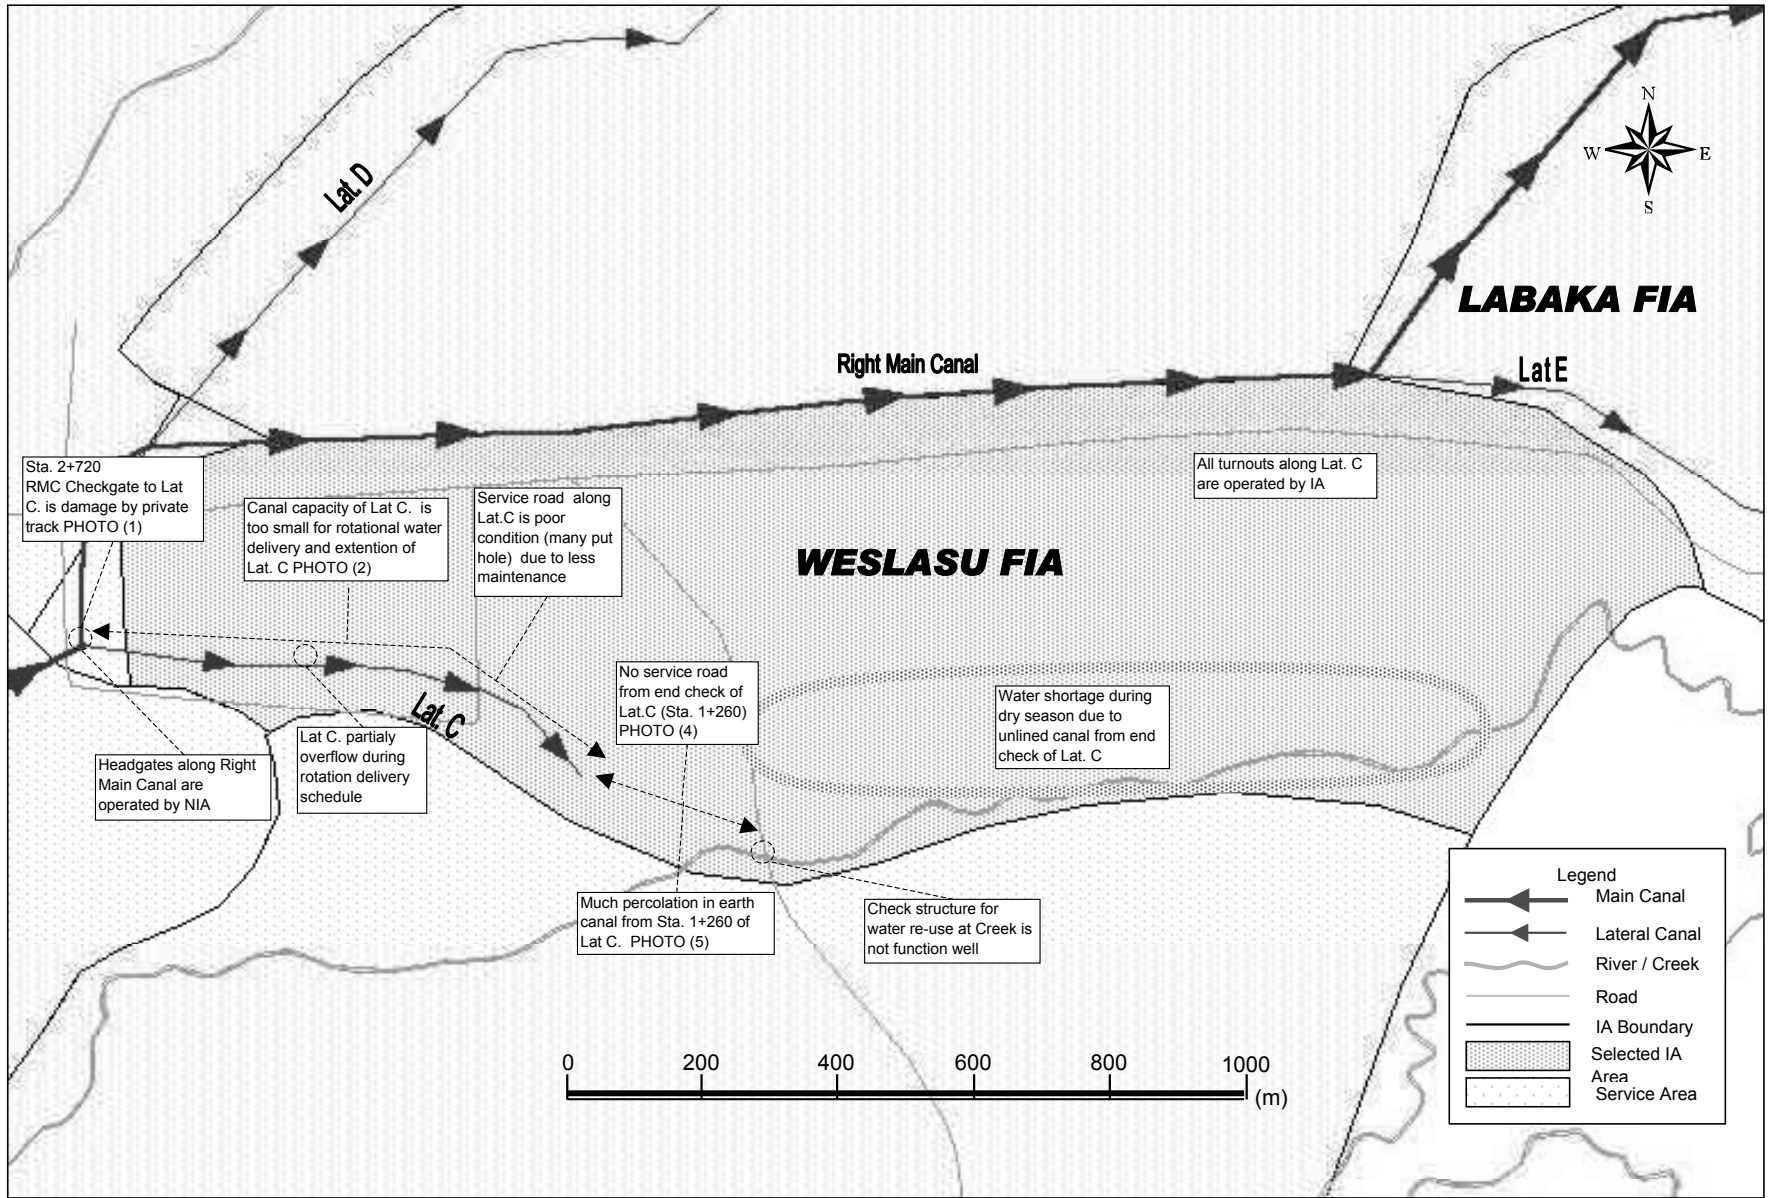 N
W
E
S
Lat. D
LABAKA FIA
Right Main Canal
Lat E
Sta. 2+720
RMC Checkgate to Lat
C. is damage by private
track PHOTO (1)
Canal capacity of Lat C.  is
too small for rotational water
delivery and extention of
Lat. C PHOTO (2)
Service road  along
Lat.C is poor
condition (many put
hole)  due to less
maintenance
All turnouts along Lat. C
are operated by IA
WESLASU FIA
No service road
from end check of
Lat.C (Sta. 1+260)
PHOTO (4)
Water shortage during
dry season due to
unlined canal from end
check of Lat. C
Lat. C
Headgates along Right
Main Canal are
operated by NIA
Lat C. partialy
overflow during
rotation delivery
schedule
Much percolation in earth
canal from Sta. 1+260 of
Lat C.  PHOTO (5)
Check structure for
water re-use at Creek is
not function well
Legend
Main Canal
Lateral Canal
River / Creek
Road
IA Boundary
Selected IA
Area
Service Area
0 200 400 600 800 1000
(m)